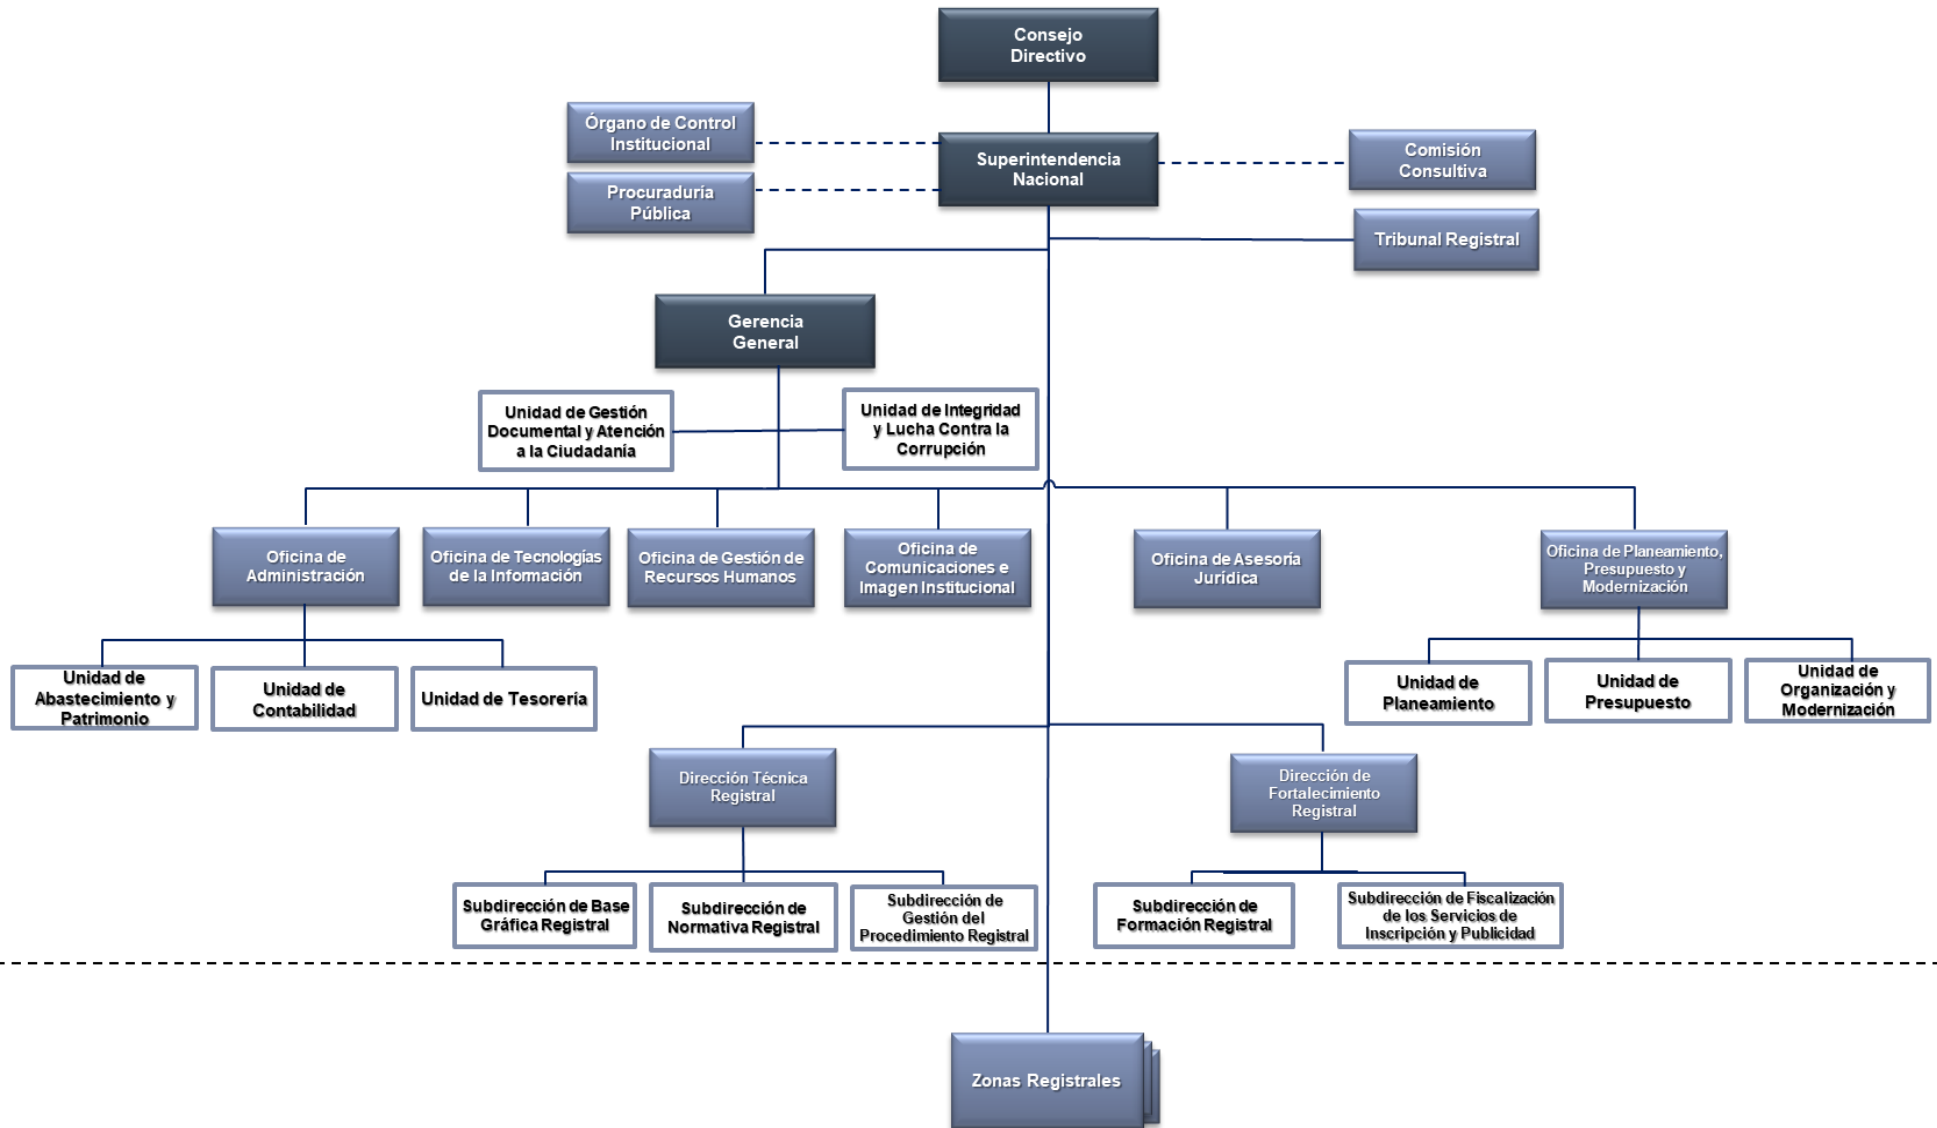 Consejo
Directivo
Órgano de Control
Institucional
Superintendencia
Nacional
Comisión
Consultiva
Procuraduría
Pública
Tribunal Registral
Gerencia
General
Unidad de Gestión
Documental y Atención
a la Ciudadanía
Unidad de Integridad
y Lucha Contra la
Corrupción
Oficina de
Administración
Oficina de Tecnologías
de la Información
Oficina de Gestión de
Recursos Humanos
Oficina de
Comunicaciones e
Imagen Institucional
Oficina de Asesoría
Jurídica
Oficina de Planeamiento,
Presupuesto y
Modernización
Unidad de
Abastecimiento y
Patrimonio
Unidad de
Contabilidad
Unidad de Tesorería
Unidad de
Planeamiento
Unidad de
Presupuesto
Unidad de
Organización y
Modernización
Dirección Técnica
Registral
Dirección de
Fortalecimiento
Registral
Subdirección de Base
Gráfica Registral
Subdirección de
Normativa Registral
Subdirección de
Gestión del
Procedimiento Registral
Subdirección de
Formación Registral
Subdirección de Fiscalización
de los Servicios de
Inscripción y Publicidad
Zonas Registrales